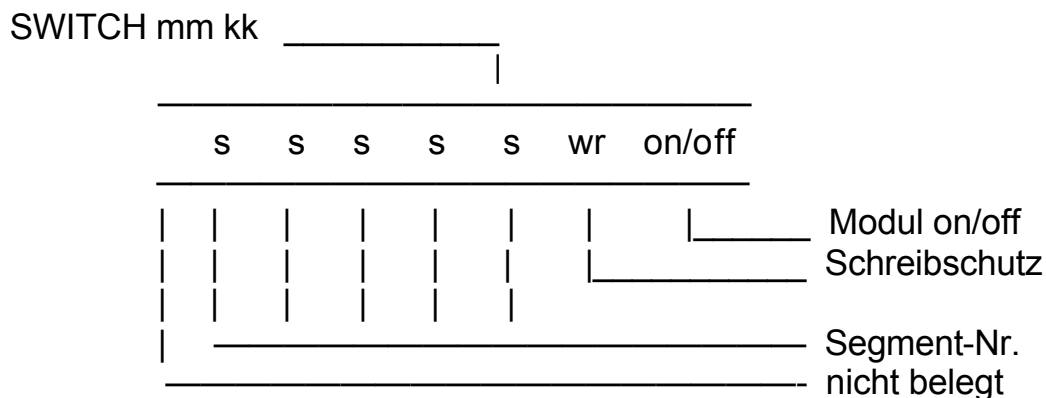 SWITCH mm kk
s s s s s wr on/off
Modul on/off
Schreibschutz
Segment-Nr.
nicht belegt